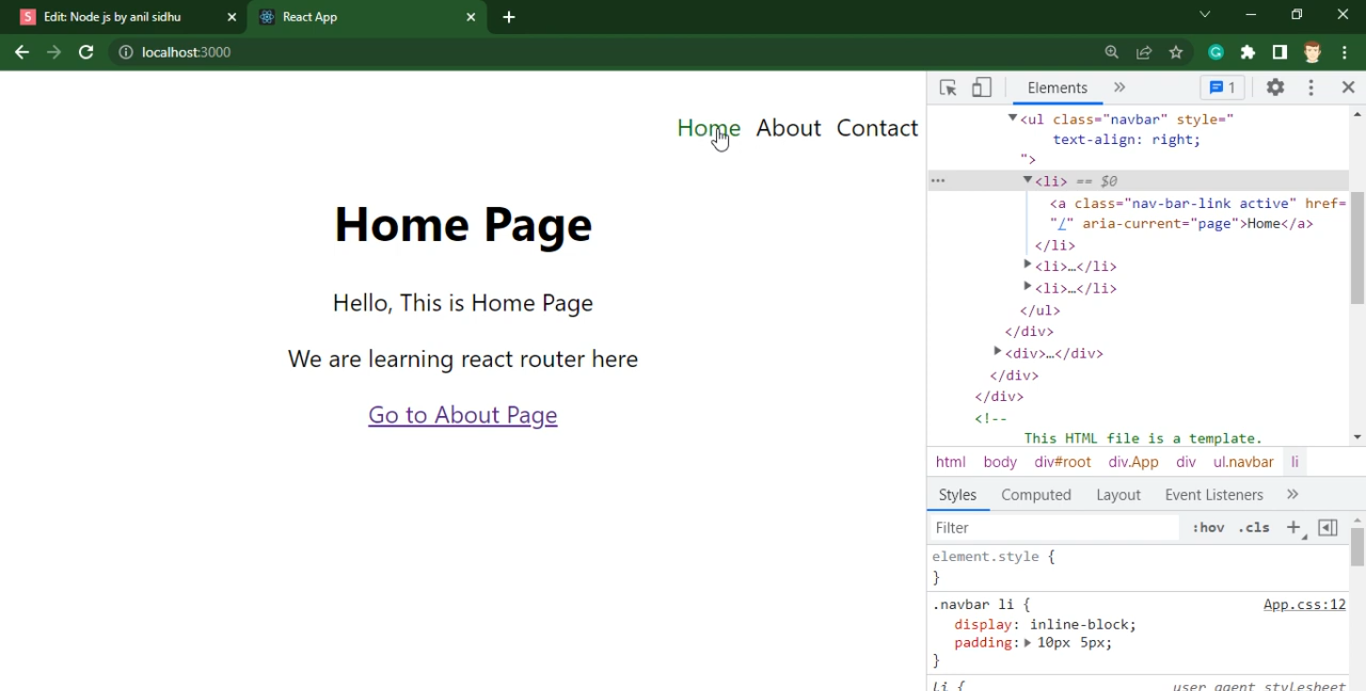 Edit: Node js by anil sidhu
React App
localhost:3000
Elements
1
Home About Contact
Home Page
Hello, This is Home Page
We are learning react router here
Go to About Page
<ul class="navbar" style="
text-align: right;
">
<li> == $0
<a class="nav-bar-link active" href=
"/" aria-current="page">Home</a>
</li>
<li>…</li>
<li>…</li>
</ul>
</div>
<div>…</div>
</div>
</div>
<!--
This HTML file is a template.
html body div#root div.App div ul.navbar li
Styles Computed Layout Event Listeners
Filter
:hov .cls
element.style {
}
.navbar li { App.css:12
display: inline-block;
padding: 10px 5px;
}
li { user agent stylesheet